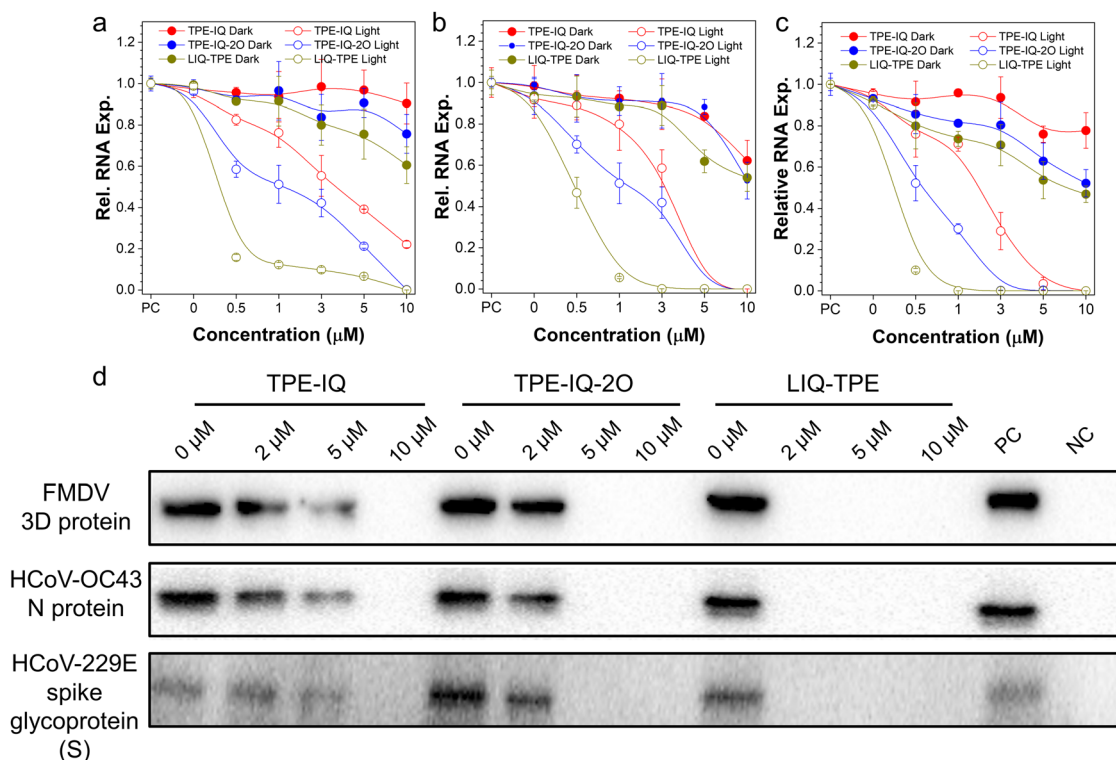 a
TPE-IQ Dark TPE-IQ Light
TPE-IQ-2O Dark TPE-IQ-2O Light
LIQ-TPE Dark LIQ-TPE Light
Rel. RNA Exp.
1.2
1.0
0.8
0.6
0.4
0.2
0.0
PC 0 0.5 1 3 5 10
Concentration (μM)
b
TPE-IQ Dark TPE-IQ Light
TPE-IQ-2O Dark TPE-IQ-2O Light
LIQ-TPE Dark LIQ-TPE Light
Rel. RNA Exp.
1.2
1.0
0.8
0.6
0.4
0.2
0.0
PC 0 0.5 1 3 5 10
Concentration (μM)
c
TPE-IQ Dark TPE-IQ Light
TPE-IQ-2O Dark TPE-IQ-2O Light
LIQ-TPE Dark LIQ-TPE Light
Relative RNA Exp.
1.2
1.0
0.8
0.6
0.4
0.2
0.0
PC 0 0.5 1 3 5 10
Concentration (μM)
d
TPE-IQ TPE-IQ-2O LIQ-TPE
0 μM 2 μM 5 μM 10 μM 0 μM 2 μM 5 μM 10 μM 0 μM 2 μM 5 μM 10 μM PC NC
FMDV
3D protein
HCoV-OC43
N protein
HCoV-229E
spike
glycoprotein
(S)